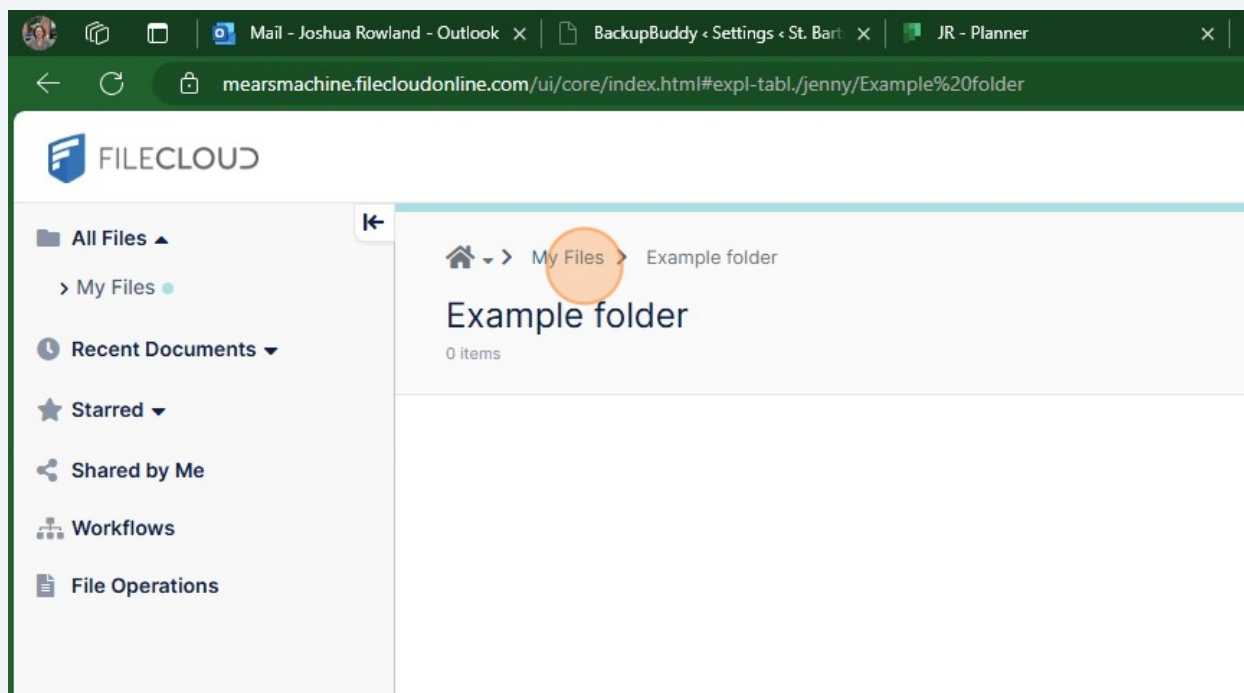 Mail - Joshua Rowland - Outlook
BackupBuddy ‹ Settings ‹ St. Bart
JR - Planner
mearsmachine.filecloudonline.com/ui/core/index.html#expl-tabl./jenny/Example%20folder
FILECLOUD
All Files
My Files
Recent Documents
Starred
Shared by Me
Workflows
File Operations
My Files > Example folder
Example folder
0 items